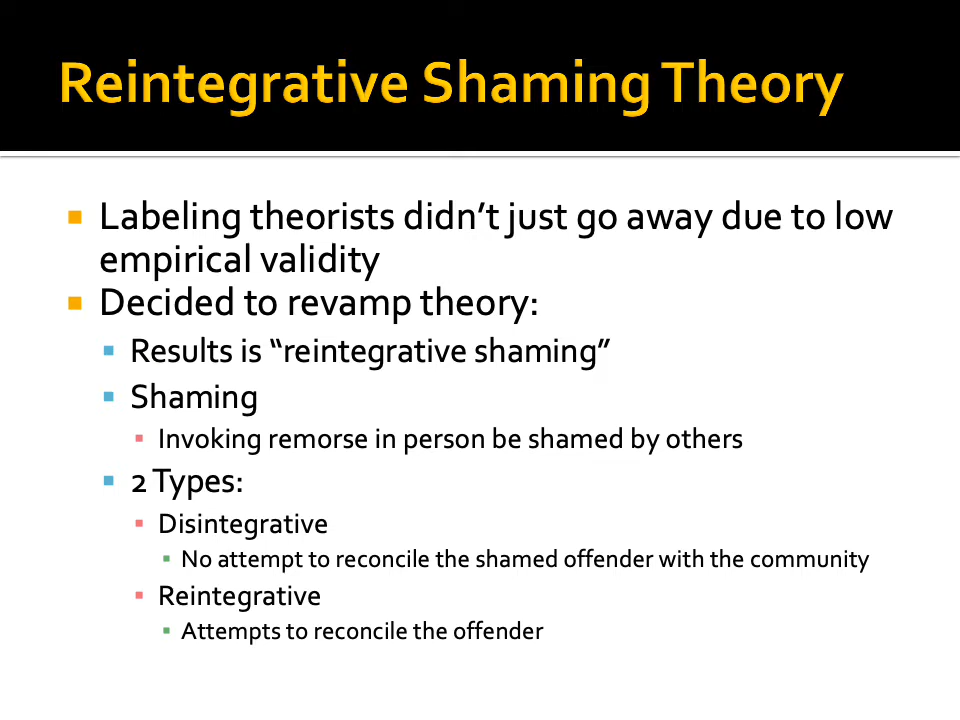 Reintegrative Shaming Theory
Labeling theorists didn’t just go away due to low
empirical validity
Decided to revamp theory:
Results is “reintegrative shaming”
Shaming
Invoking remorse in person be shamed by others
2 Types:
Disintegrative
No attempt to reconcile the shamed offender with the community
Reintegrative
Attempts to reconcile the offender